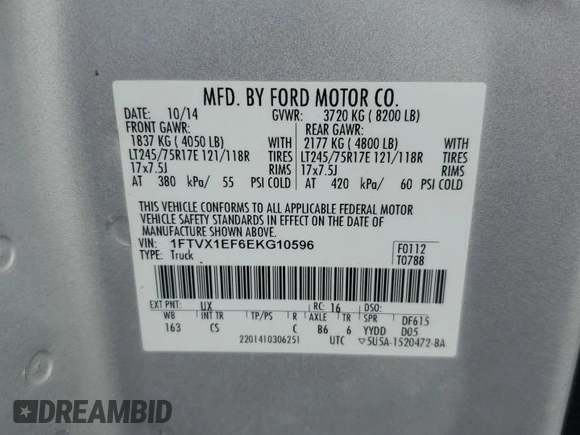 MFD. BY FORD MOTOR CO.
DATE: 10/14 GVWR: 3720 KG ( 8200 LB)
FRONT GAWR: REAR GAWR:
1837 KG ( 4050 LB) WITH 2177 KG ( 4800 LB) WITH
LT245/75R17E 121/118R TIRES LT245/75R17E 121/118R TIRES
17x7.5J RIMS 17x7.5J RIMS
AT 380 kPa/ 55 PSI COLD AT 420 kPa/ 60 PSI COLD
THIS VEHICLE CONFORMS TO ALL APPLICABLE FEDERAL MOTOR
VEHICLE SAFETY STANDARDS IN EFFECT ON THE DATE OF
MANUFACTURE SHOWN ABOVE.
VIN: 1FTVX1EF6EKG10596 F0112
TYPE: Truck T0788
EXT PNT: UX RC: 16 DSO:
WB INT TR TP/PS R AXLE TR SPR DF615
163 CS C B6 6 YYDD D05
2201410306251 UTC ▽5U5A-1520472-BA
DREAMBID